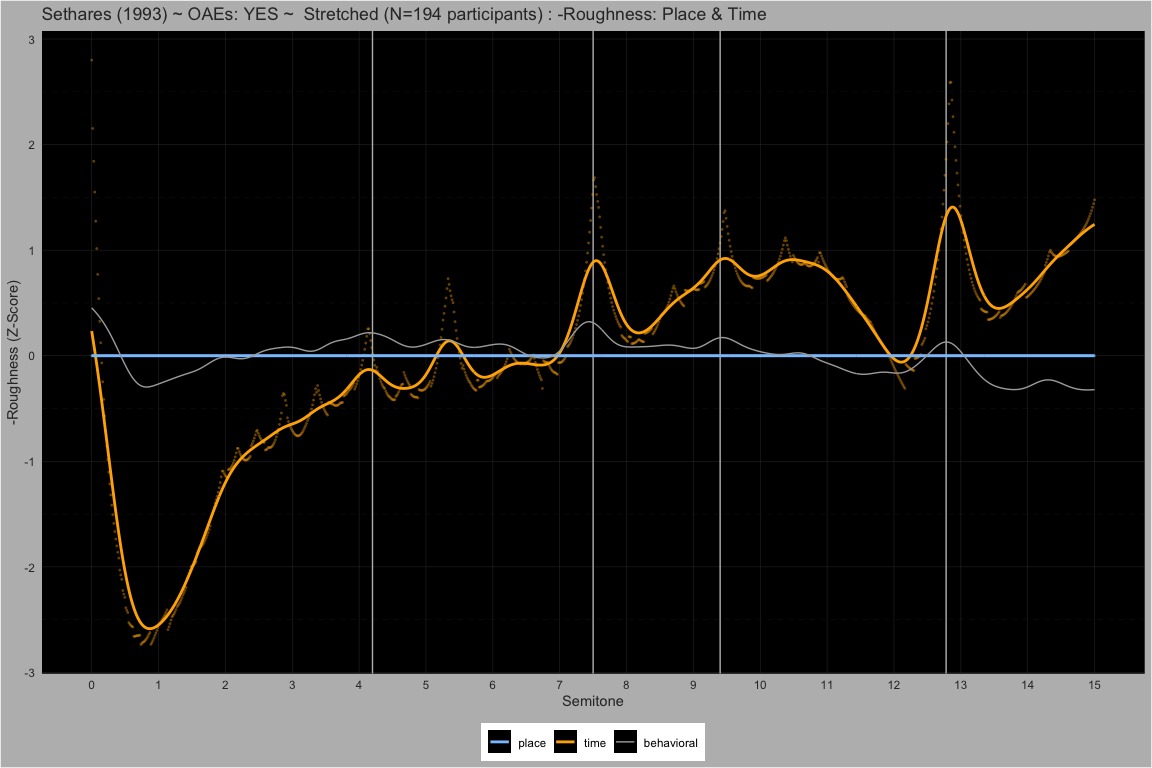 Sethares (1993) ~ OAEs: YES ~  Stretched (N=194 participants) : -Roughness: Place & Time
-Roughness (Z-Score)
3
2
1
0
-1
-2
-3
0 1 2 3 4 5 6 7 8 9 10 11 12 13 14 15
Semitone
place time behavioral